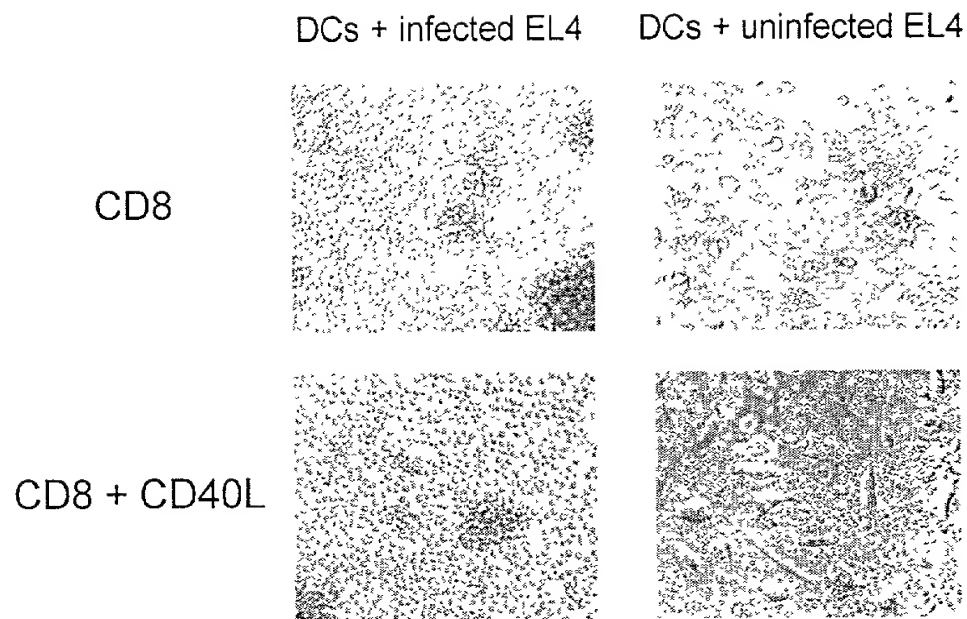 DCs + infected EL4
DCs + uninfected EL4
CD8
CD8 + CD40L